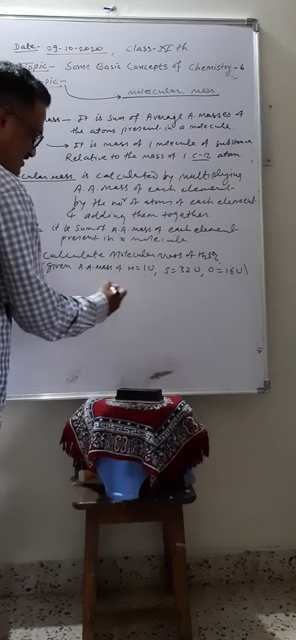 Date- 09-10-2020, Class-XI th
Topic- Some Basic Concepts of Chemistry-6
Topic-
molecular mass
mass - It is sum of Average A.masses of
the atoms present in a molecule
→ It is mass of 1 molecule of substance
Relative to the mass of 1 C-12 atom
mass is calculated by multiplying
A.A mass of each element
by the no. of atoms of each element
& adding them together
it is sum of A.A.mass of each element
present in a molecule
Calculate Molecular mass of H2SO4
(given A.A.mass of H=1U, S=32U, O=16U)